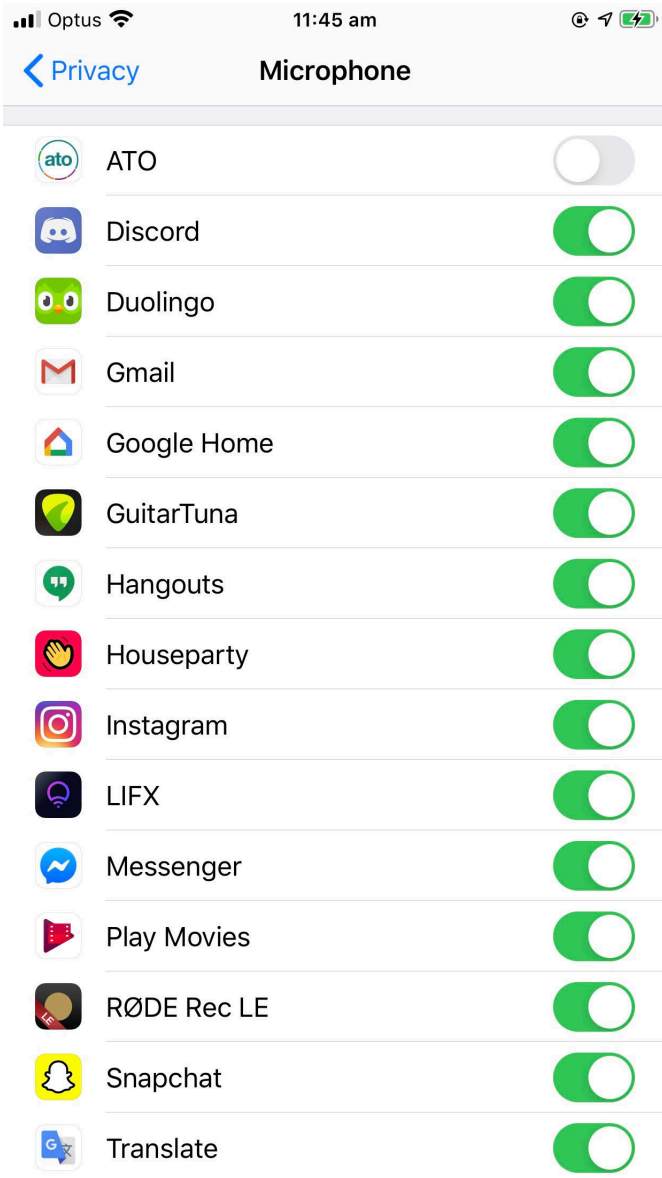 Optus 11:45 am
Privacy Microphone
ato ATO
Discord
Duolingo
Gmail
Google Home
GuitarTuna
Hangouts
Houseparty
Instagram
LIFX
Messenger
Play Movies
LE RØDE Rec LE
Snapchat
G 文 Translate